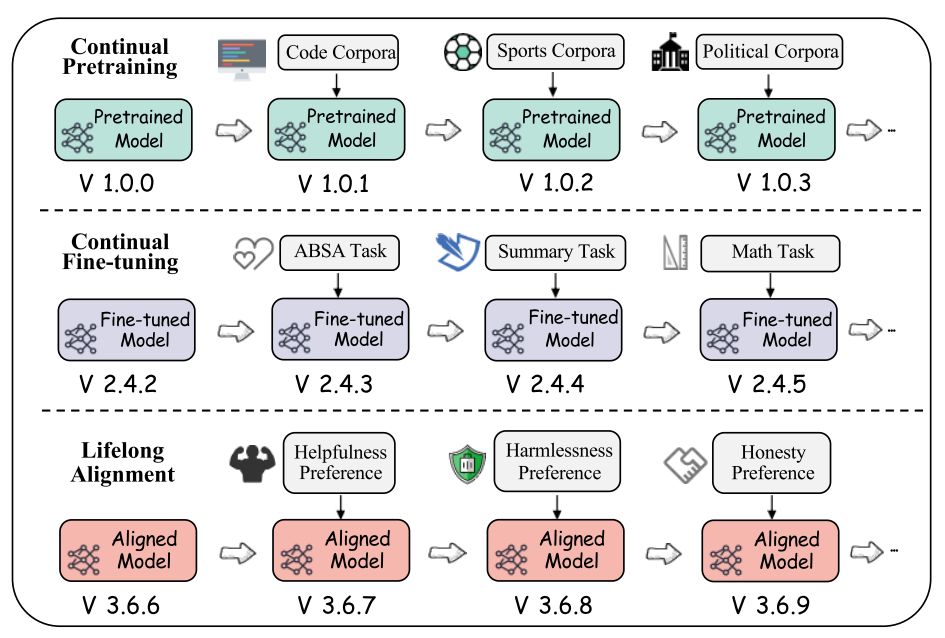 Continual
Pretraining
Code Corpora
Sports Corpora
Political Corpora
Pretrained
Model
Pretrained
Model
Pretrained
Model
Pretrained
Model
...
V 1.0.0
V 1.0.1
V 1.0.2
V 1.0.3
Continual
Fine-tuning
ABSA Task
Summary Task
Math Task
Fine-tuned
Model
Fine-tuned
Model
Fine-tuned
Model
Fine-tuned
Model
...
V 2.4.2
V 2.4.3
V 2.4.4
V 2.4.5
Lifelong
Alignment
Helpfulness
Preference
Harmlessness
Preference
Honesty
Preference
Aligned
Model
Aligned
Model
Aligned
Model
Aligned
Model
...
V 3.6.6
V 3.6.7
V 3.6.8
V 3.6.9